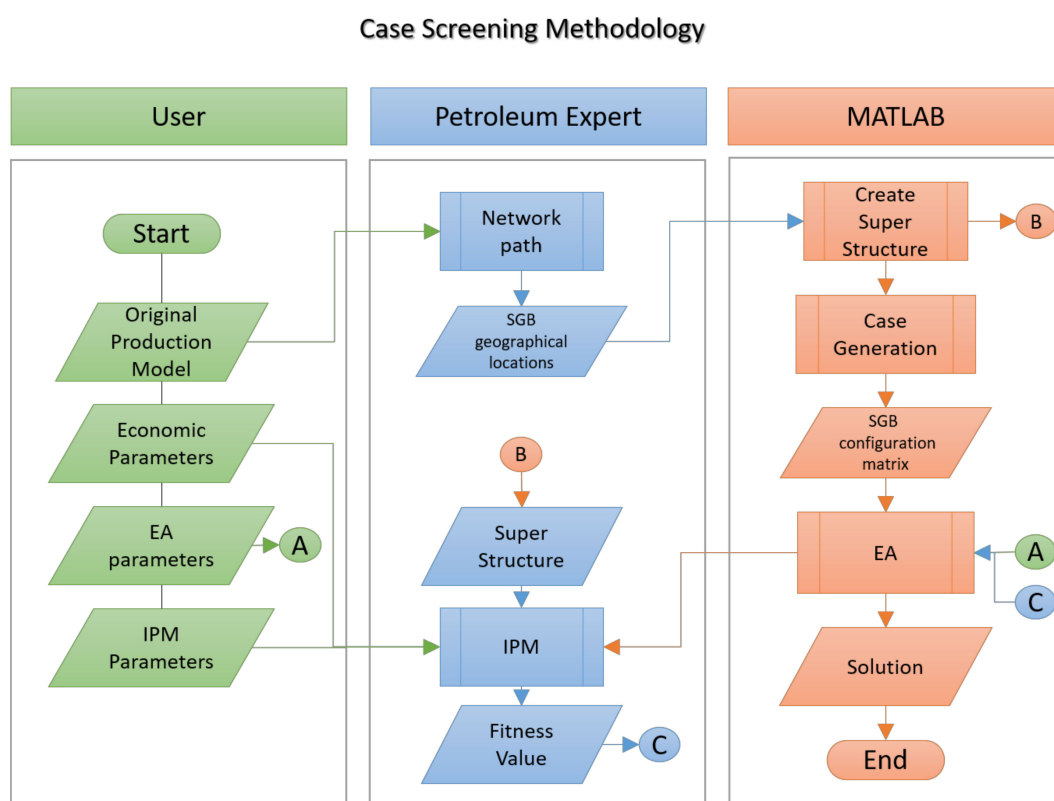 Case Screening Methodology
User
Petroleum Expert
MATLAB
Start
Original
Production
Model
Economic
Parameters
EA
parameters
A
IPM
Parameters
Network
path
SGB
geographical
locations
B
Super
Structure
IPM
Fitness
Value
C
Create
Super
Structure
B
Case
Generation
SGB
configuration
matrix
EA
A
C
Solution
End